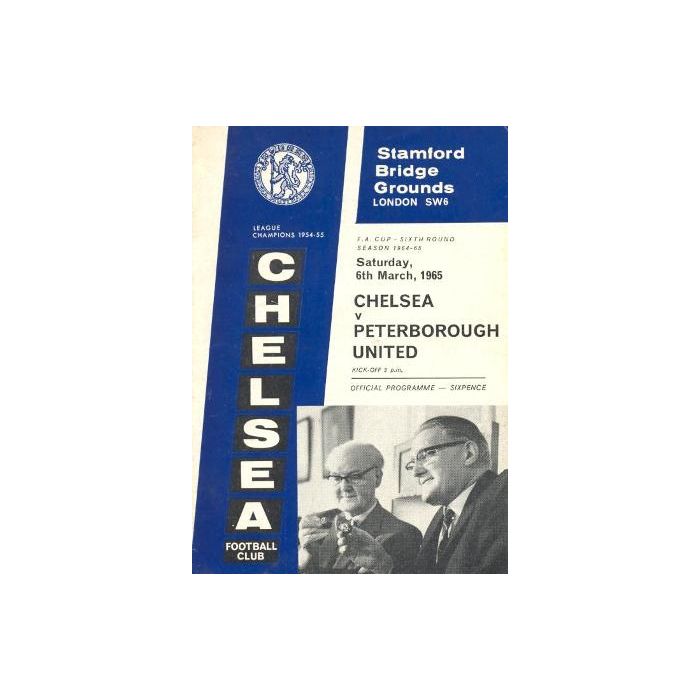 Stamford
Bridge
Grounds
LONDON SW6
LEAGUE
CHAMPIONS 1954-55
F.A. CUP - SIXTH ROUND
SEASON 1964-65
Saturday,
6th March, 1965
CHELSEA
v
PETERBOROUGH
UNITED
KICK-OFF 3 p.m.
OFFICIAL PROGRAMME — SIXPENCE
CHELSEA
FOOTBALL
CLUB